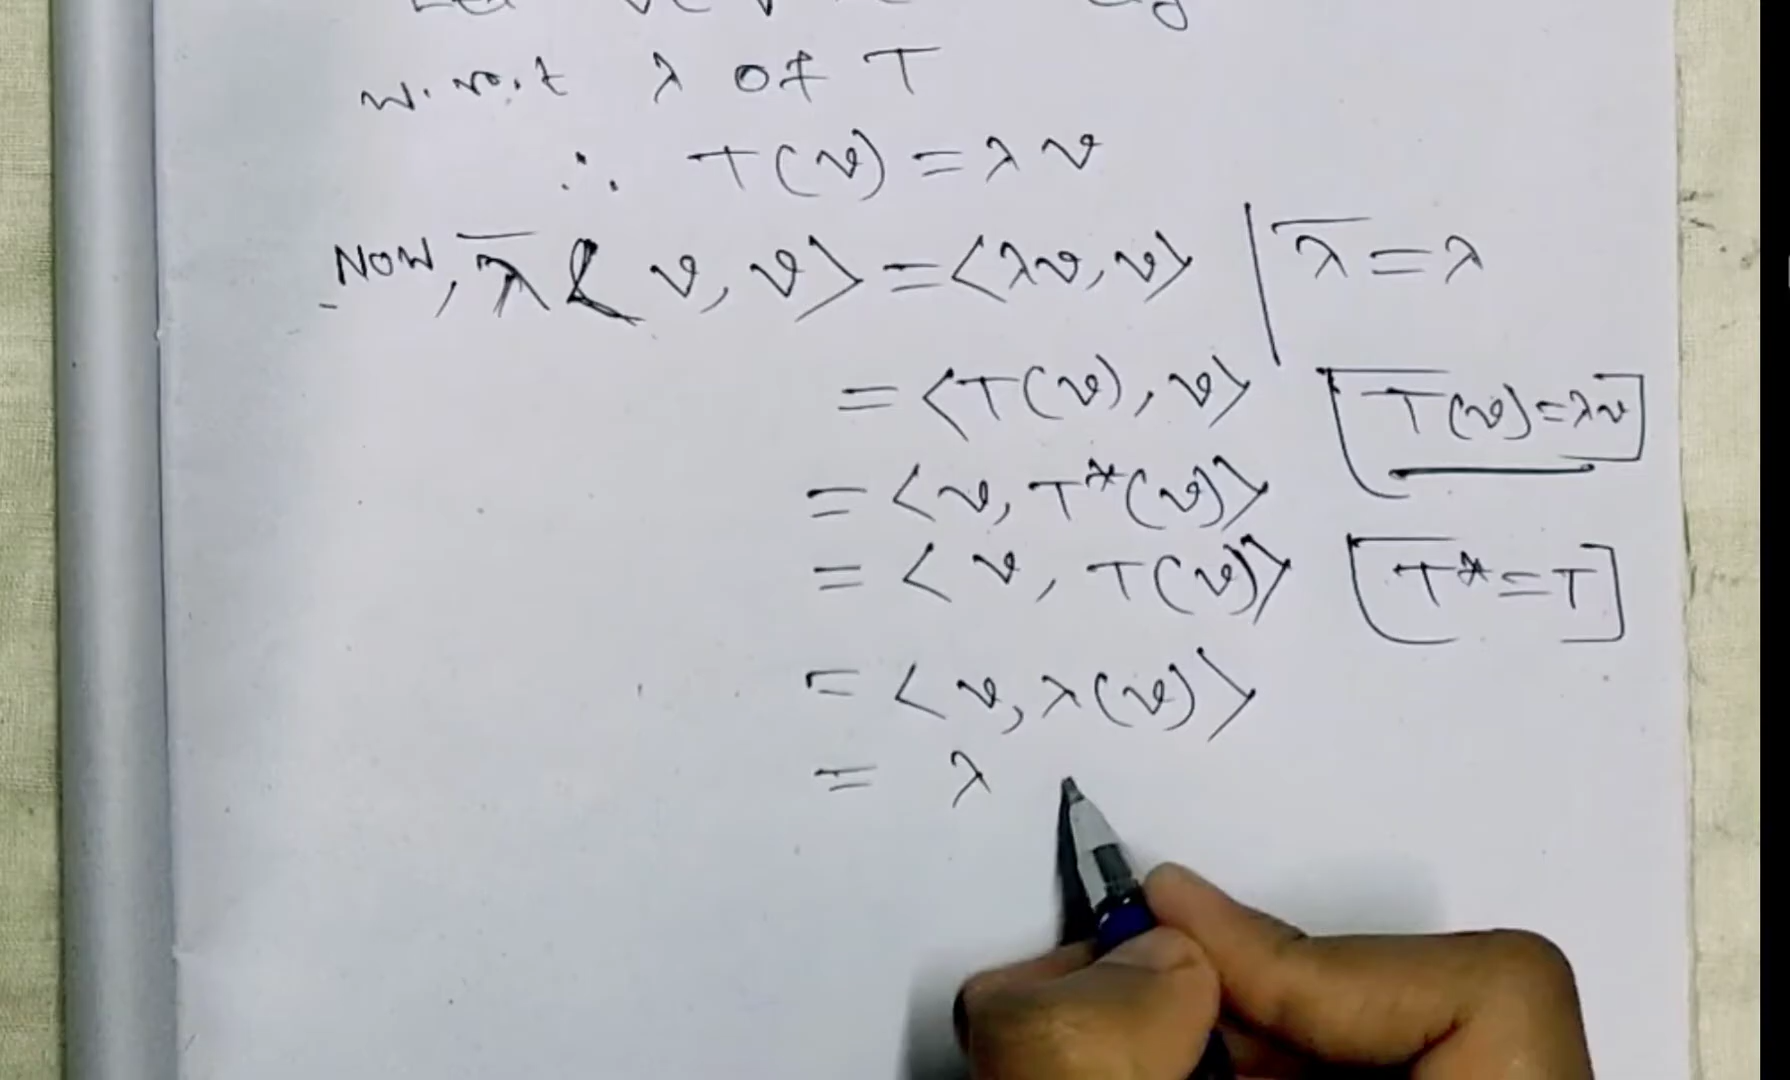 w.r.t λ of T
∴ T(v) = λv
Now, λ̄⟨v, v⟩ = ⟨λv, v⟩ | λ̄ = λ
= ⟨T(v), v⟩ [T(v) = λv]
= ⟨v, T*(v)⟩
= ⟨v, T(v)⟩ [T* = T]
= ⟨v, λ(v)⟩
= λ